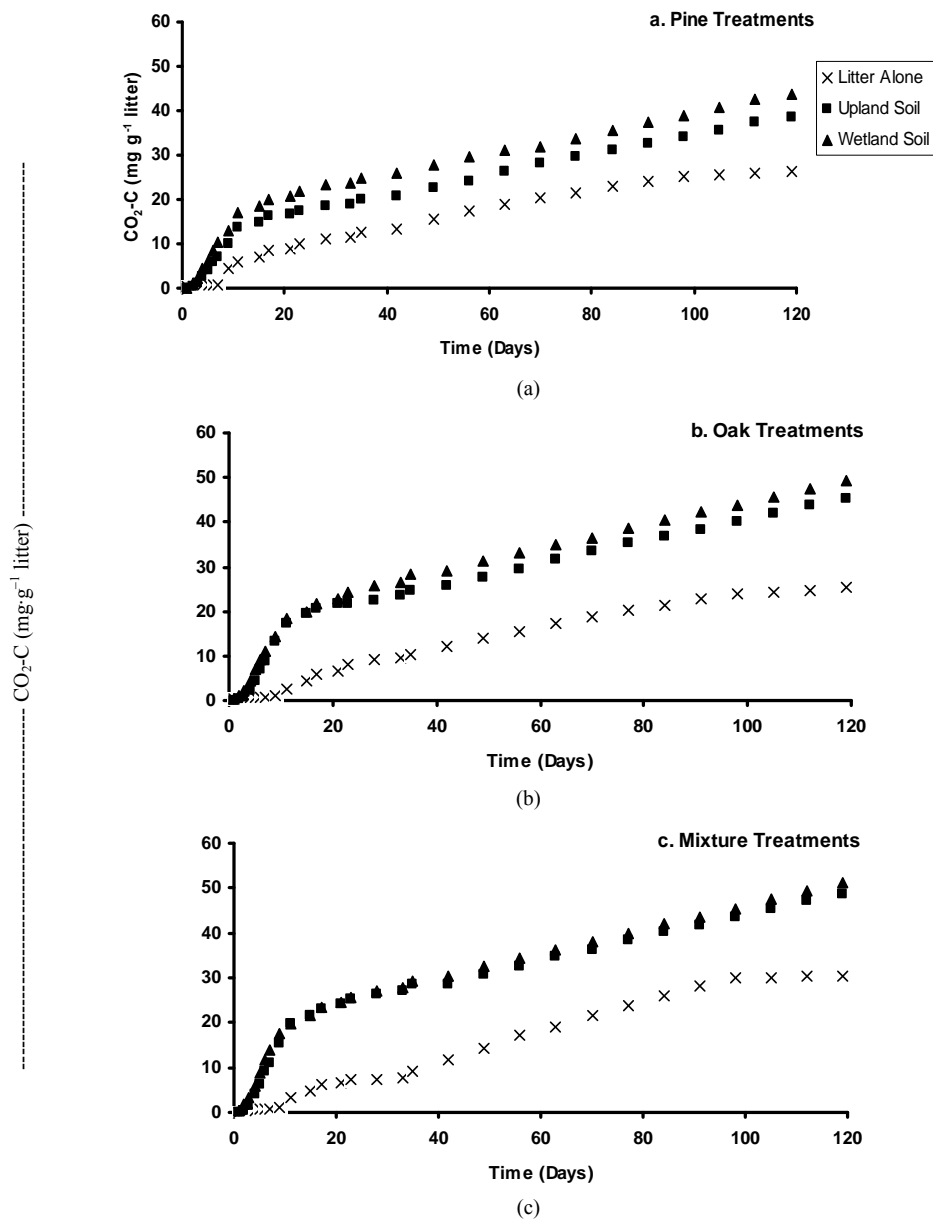 a. Pine Treatments
× Litter Alone
■ Upland Soil
▲ Wetland Soil
CO₂-C (mg g⁻¹ litter)
60
50
40
30
20
10
0
0 20 40 60 80 100 120
Time (Days)
(a)
b. Oak Treatments
60
50
40
30
20
10
0
0 20 40 60 80 100 120
Time (Days)
(b)
CO₂-C (mg·g⁻¹ litter)
c. Mixture Treatments
60
50
40
30
20
10
0
0 20 40 60 80 100 120
Time (Days)
(c)